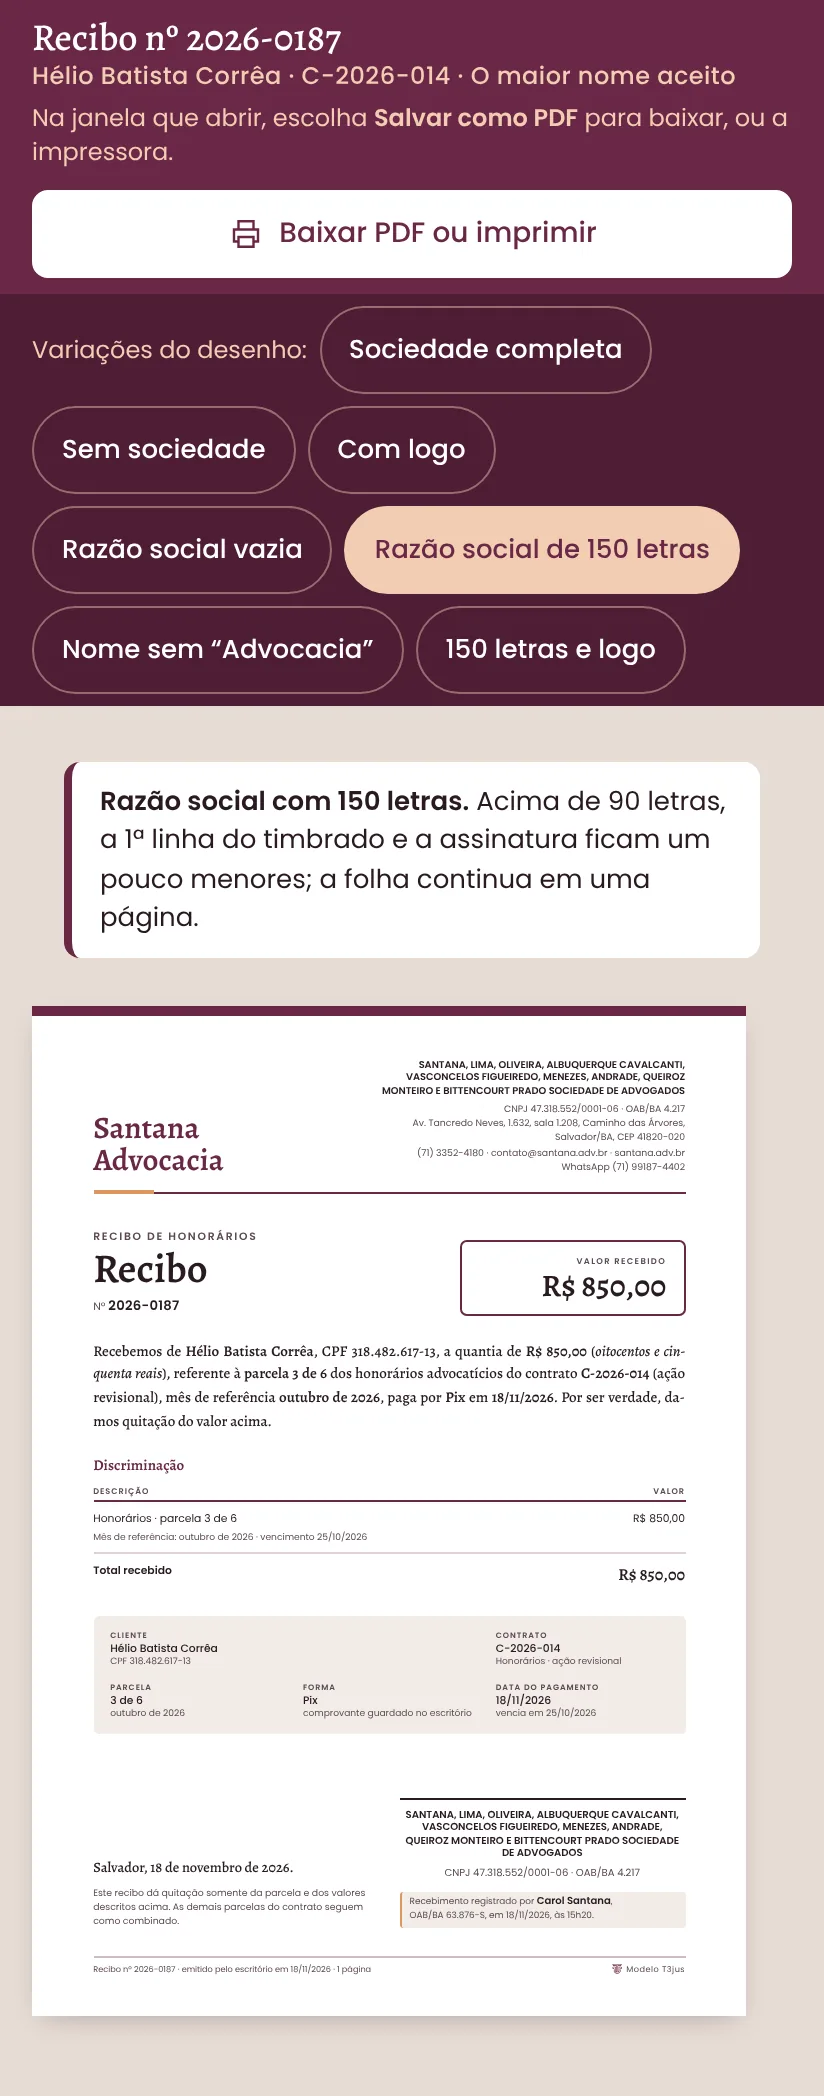 Recibo nº 2026-0187
Hélio Batista Corrêa · C-2026-014 · O maior nome aceito
Na janela que abrir, escolha Salvar como PDF para baixar, ou a
impressora.
Baixar PDF ou imprimir
Variações do desenho:
Sociedade completa
Sem sociedade
Com logo
Razão social vazia
Razão social de 150 letras
Nome sem “Advocacia”
150 letras e logo
Razão social com 150 letras. Acima de 90 letras,
a 1ª linha do timbrado e a assinatura ficam um
pouco menores; a folha continua em uma
página.
SANTANA, LIMA, OLIVEIRA, ALBUQUERQUE CAVALCANTI,
VASCONCELOS FIGUEIREDO, MENEZES, ANDRADE, QUEIROZ
MONTEIRO E BITTENCOURT PRADO SOCIEDADE DE ADVOGADOS
CNPJ 47.318.552/0001-06 · OAB/BA 4.217
Av. Tancredo Neves, 1.632, sala 1.208, Caminho das Árvores,
Salvador/BA, CEP 41820-020
(71) 3352-4180 · contato@santana.adv.br · santana.adv.br
WhatsApp (71) 99187-4402
Santana
Advocacia
RECIBO DE HONORÁRIOS
Recibo
Nº 2026-0187
VALOR RECEBIDO
R$ 850,00
Recebemos de Hélio Batista Corrêa, CPF 318.482.617-13, a quantia de R$ 850,00 (oitocentos e cin-
quenta reais), referente à parcela 3 de 6 dos honorários advocatícios do contrato C-2026-014 (ação
revisional), mês de referência outubro de 2026, paga por Pix em 18/11/2026. Por ser verdade, da-
mos quitação do valor acima.
Discriminação
DESCRIÇÃO VALOR
Honorários · parcela 3 de 6 R$ 850,00
Mês de referência: outubro de 2026 · vencimento 25/10/2026
Total recebido R$ 850,00
CLIENTE CONTRATO
Hélio Batista Corrêa C-2026-014
CPF 318.482.617-13 Honorários · ação revisional
PARCELA FORMA DATA DO PAGAMENTO
3 de 6 Pix 18/11/2026
outubro de 2026 comprovante guardado no escritório vencia em 25/10/2026
SANTANA, LIMA, OLIVEIRA, ALBUQUERQUE CAVALCANTI,
VASCONCELOS FIGUEIREDO, MENEZES, ANDRADE,
QUEIROZ MONTEIRO E BITTENCOURT PRADO SOCIEDADE
DE ADVOGADOS
CNPJ 47.318.552/0001-06 · OAB/BA 4.217
Salvador, 18 de novembro de 2026.
Este recibo dá quitação somente da parcela e dos valores
descritos acima. As demais parcelas do contrato seguem
como combinado.
Recebimento registrado por Carol Santana,
OAB/BA 63.876-S, em 18/11/2026, às 15h20.
Recibo nº 2026-0187 · emitido pelo escritório em 18/11/2026 · 1 página
Modelo T3jus